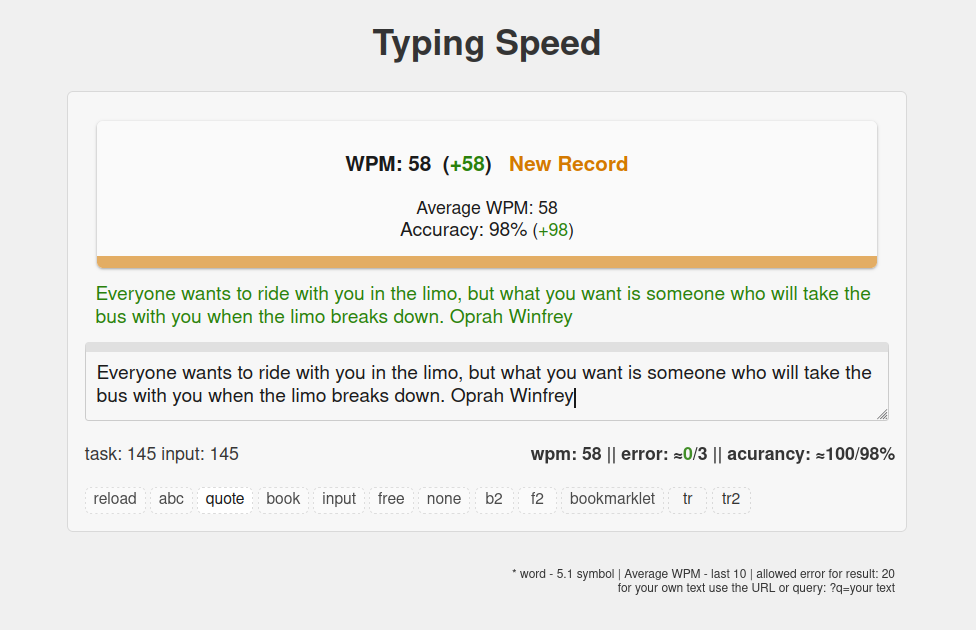 Typing Speed
WPM: 58 (+58) New Record
Average WPM: 58
Accuracy: 98% (+98)
Everyone wants to ride with you in the limo, but what you want is someone who will take the
bus with you when the limo breaks down. Oprah Winfrey
Everyone wants to ride with you in the limo, but what you want is someone who will take the
bus with you when the limo breaks down. Oprah Winfrey
task: 145 input: 145 wpm: 58 || error: ≈0/3 || acurancy: ≈100/98%
reload abc quote book input free none b2 f2 bookmarklet tr tr2
* word - 5.1 symbol | Average WPM - last 10 | allowed error for result: 20
for your own text use the URL or query: ?q=your text